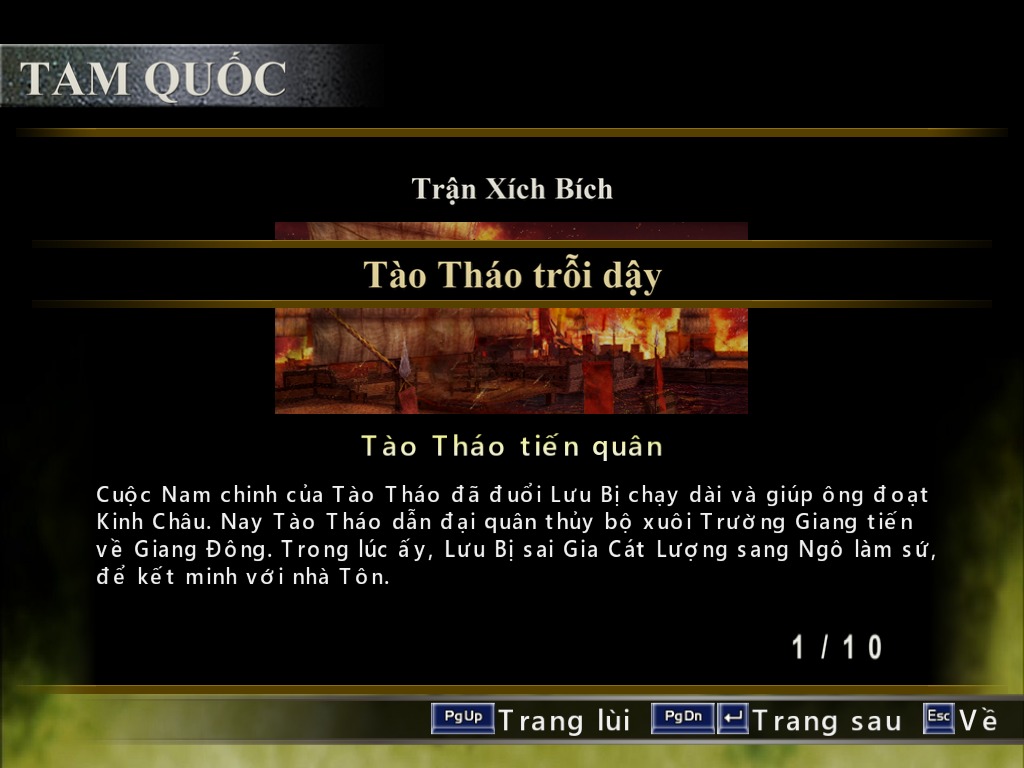 TAM QUỐC
Trận Xích Bích
Tào Tháo trỗi dậy
Tào Tháo tiến quân
Cuộc Nam chinh của Tào Tháo đã đuổi Lưu Bị chạy dài và giúp ông đoạt
Kinh Châu. Nay Tào Tháo dẫn đại quân thủy bộ xuôi Trường Giang tiến
về Giang Đông. Trong lúc ấy, Lưu Bị sai Gia Cát Lượng sang Ngô làm sứ,
để kết minh với nhà Tôn.
1 / 10
PgUp Trang lùi PgDn ↵ Trang sau Esc Về